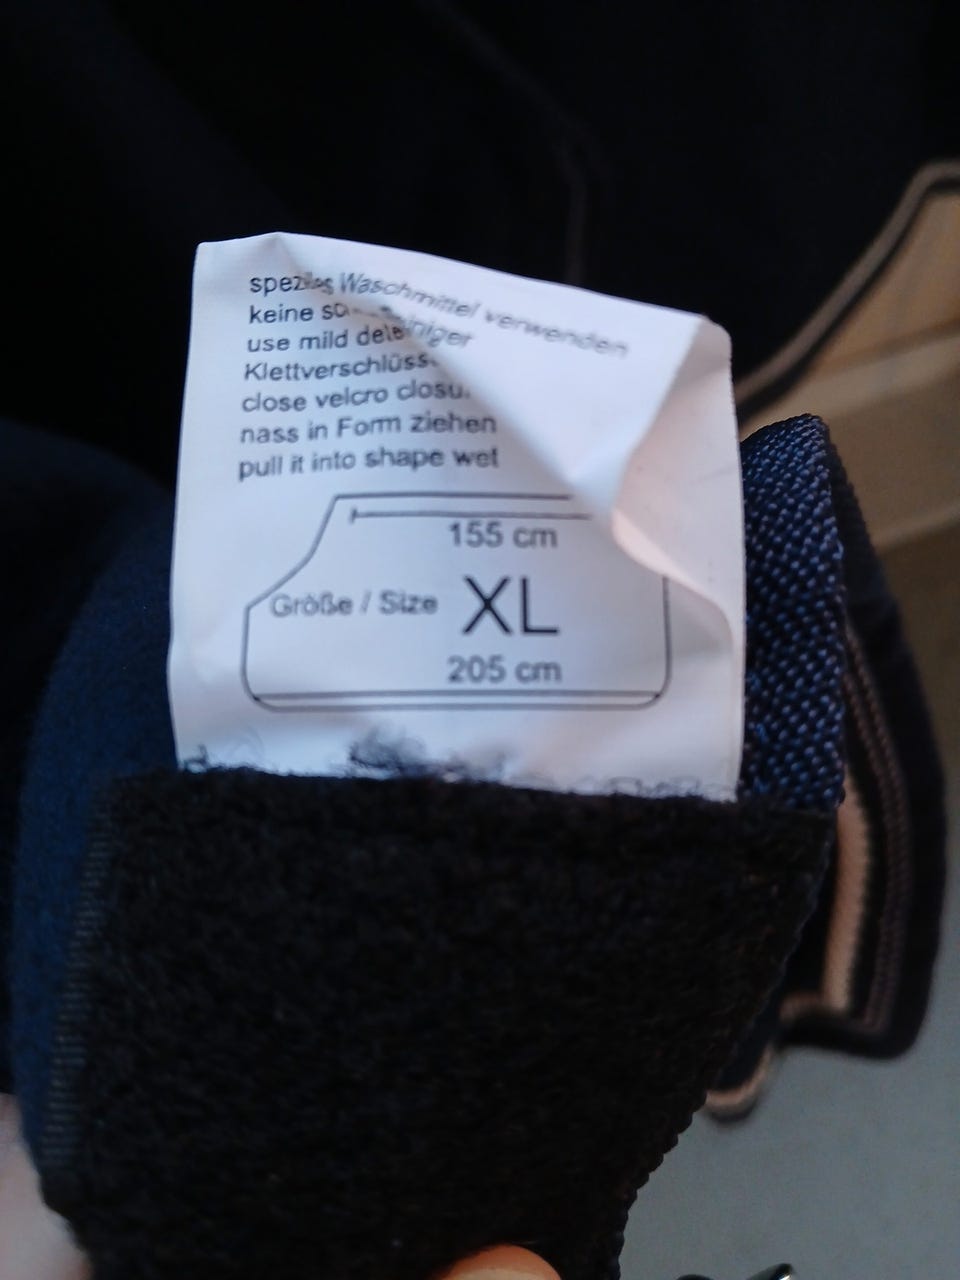 speziles Waschmittel verwenden
keine
use mild
close velcro
nass in Form ziehen
pull it into shape wet
155 cm
Größe / Size XL
205 cm